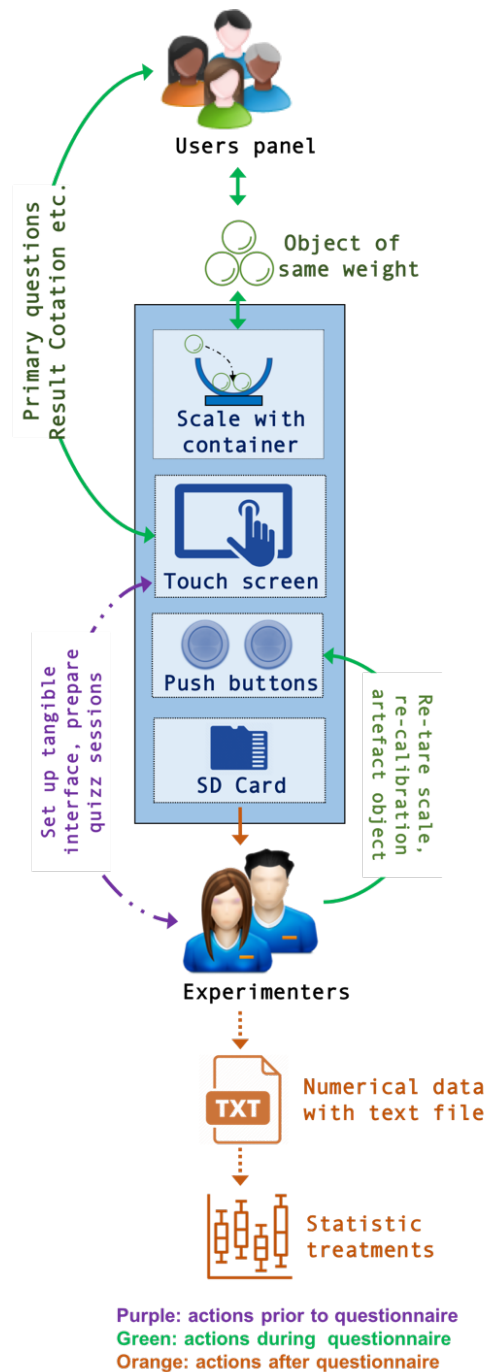 Users panel
Primary questions
Result Cotation etc.
Object of
same weight
Scale with
container
Touch screen
Push buttons
SD Card
Set up tangible
interface, prepare
quizz sessions
Re-tare scale,
re-calibration
artefact object
Experimenters
TXT
Numerical data
with text file
Statistic
treatments
Purple: actions prior to questionnaire
Green: actions during questionnaire
Orange: actions after questionnaire